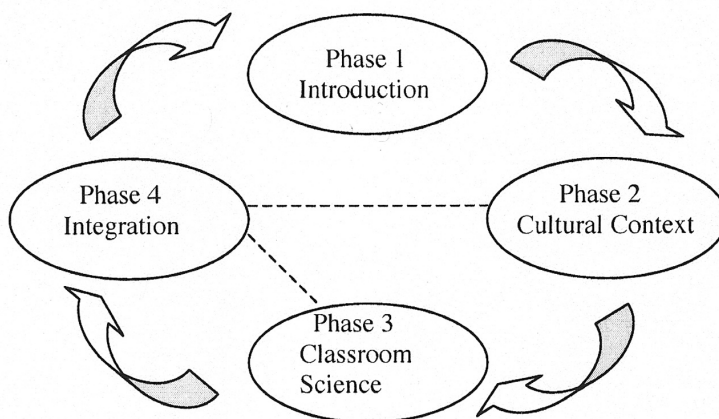 Phase 1
Introduction
Phase 2
Cultural Context
Phase 3
Classroom
Science
Phase 4
Integration